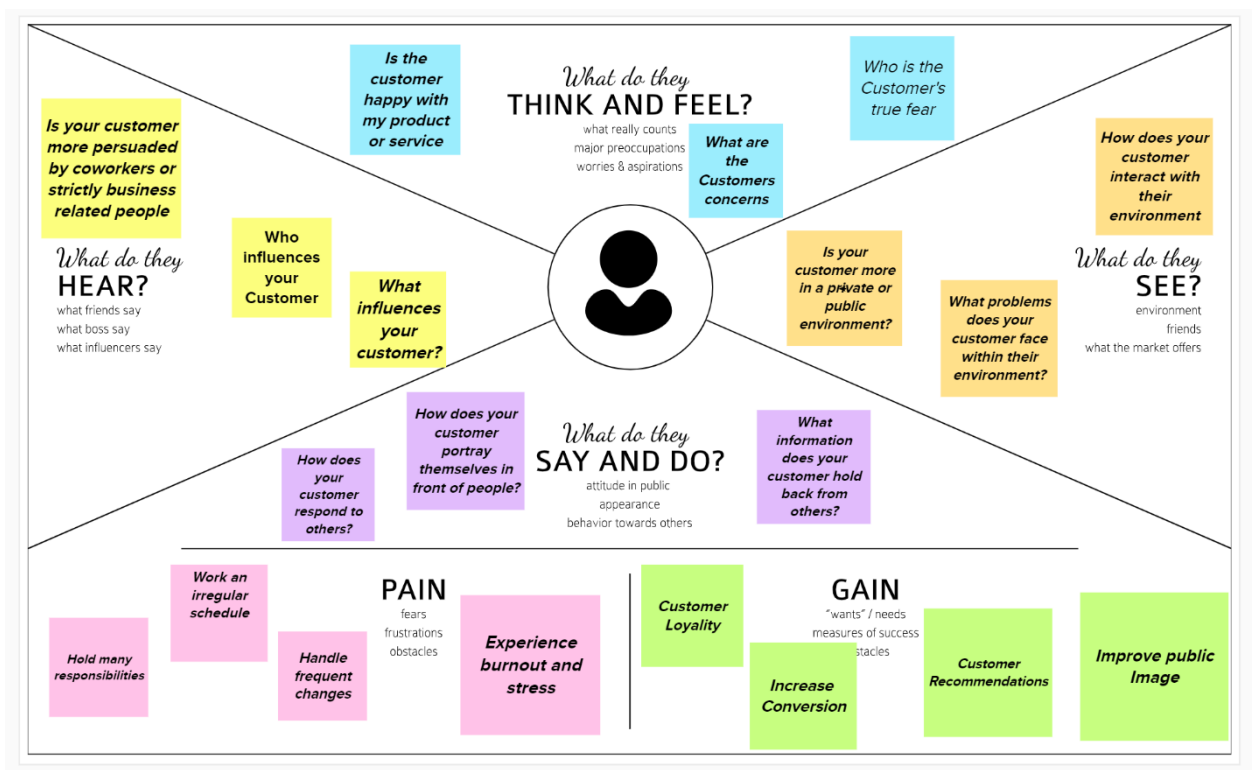 Is the
customer
happy with
my product
or service
What do they
THINK AND FEEL?
what really counts
major preoccupations
worries & aspirations
What are
the
Customers
concerns
Who is the
Customer's
true fear
Is your customer
more persuaded
by coworkers or
strictly business
related people
What do they
HEAR?
what friends say
what boss say
what influencers say
Who
influences
your
Customer
What
influences
your
customer?
How does your
customer
interact with
their
environment
What do they
SEE?
environment
friends
what the market offers
Is your
customer more
in a private or
public
environment?
What problems
does your
customer face
within their
environment?
How does
your
customer
respond to
others?
How does your
customer
portray
themselves in
front of people?
What do they
SAY AND DO?
attitude in public
appearance
behavior towards others
What
information
does your
customer hold
back from
others?
PAIN
fears
frustrations
obstacles
Hold many
responsibilities
Work an
irregular
schedule
Handle
frequent
changes
Experience
burnout and
stress
GAIN
"wants" / needs
measures of success
stacles
Customer
Loyality
Increase
Conversion
Customer
Recommendations
Improve public
Image